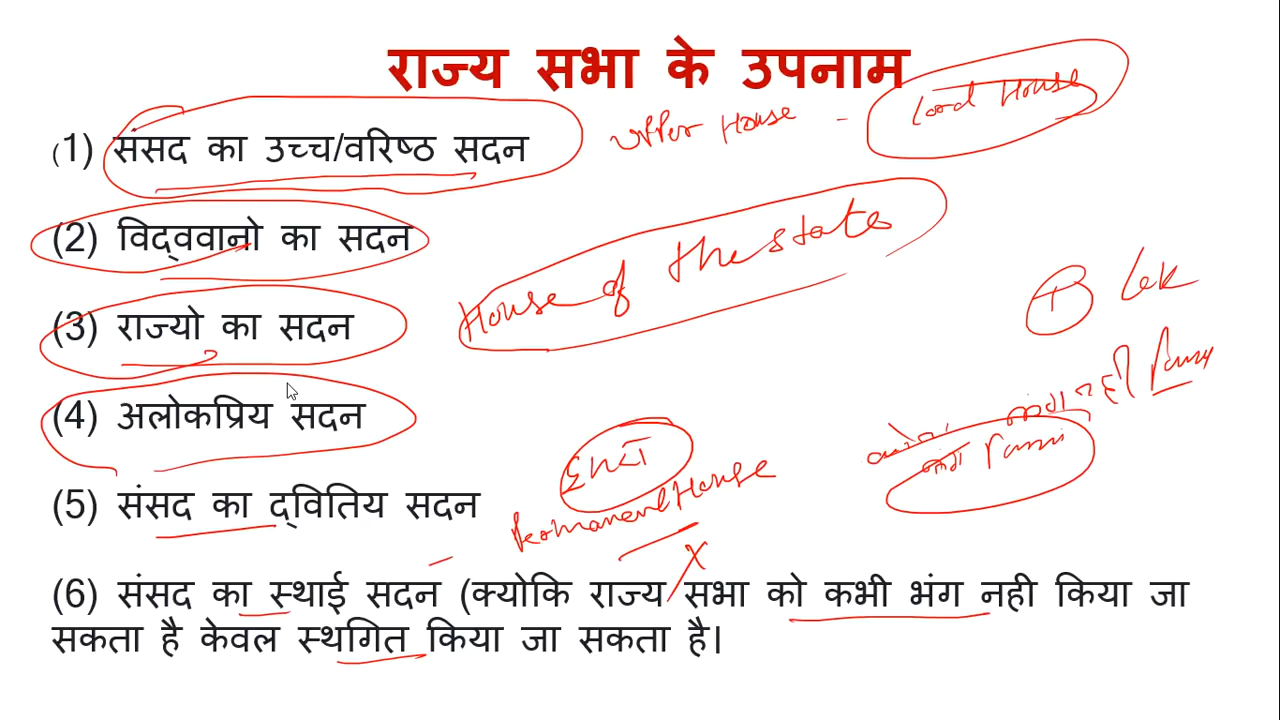 राज्य सभा के उपनाम
(1) संसद का उच्च/वरिष्ठ सदन
Upper House - Lord House
(2) विद्ववानो का सदन
House of the state
(3) राज्यो का सदन
(4) अलोकप्रिय सदन
(5) संसद का द्वितिय सदन
Permanent House
(6) संसद का स्थाई सदन (क्योकि राज्य सभा को कभी भंग नही किया जा
सकता है केवल स्थगित किया जा सकता है।